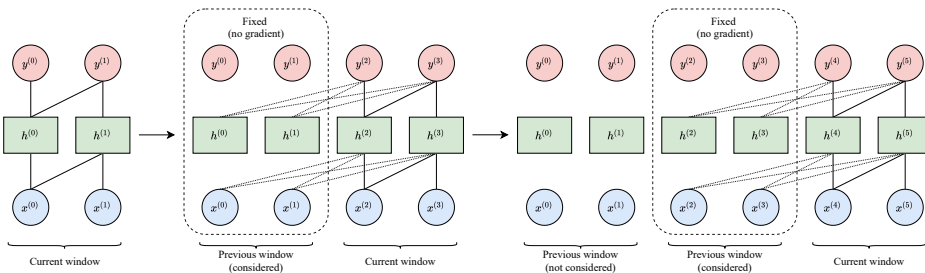 Fixed
(no gradient)
Fixed
(no gradient)
y^{(0)} y^{(1)} y^{(0)} y^{(1)} y^{(2)} y^{(3)} y^{(0)} y^{(1)} y^{(2)} y^{(3)} y^{(4)} y^{(5)}
h^{(0)} h^{(1)} h^{(0)} h^{(1)} h^{(2)} h^{(3)} h^{(0)} h^{(1)} h^{(2)} h^{(3)} h^{(4)} h^{(5)}
x^{(0)} x^{(1)} x^{(0)} x^{(1)} x^{(2)} x^{(3)} x^{(0)} x^{(1)} x^{(2)} x^{(3)} x^{(4)} x^{(5)}
Current window
Previous window
(considered)
Current window
Previous window
(not considered)
Previous window
(considered)
Current window